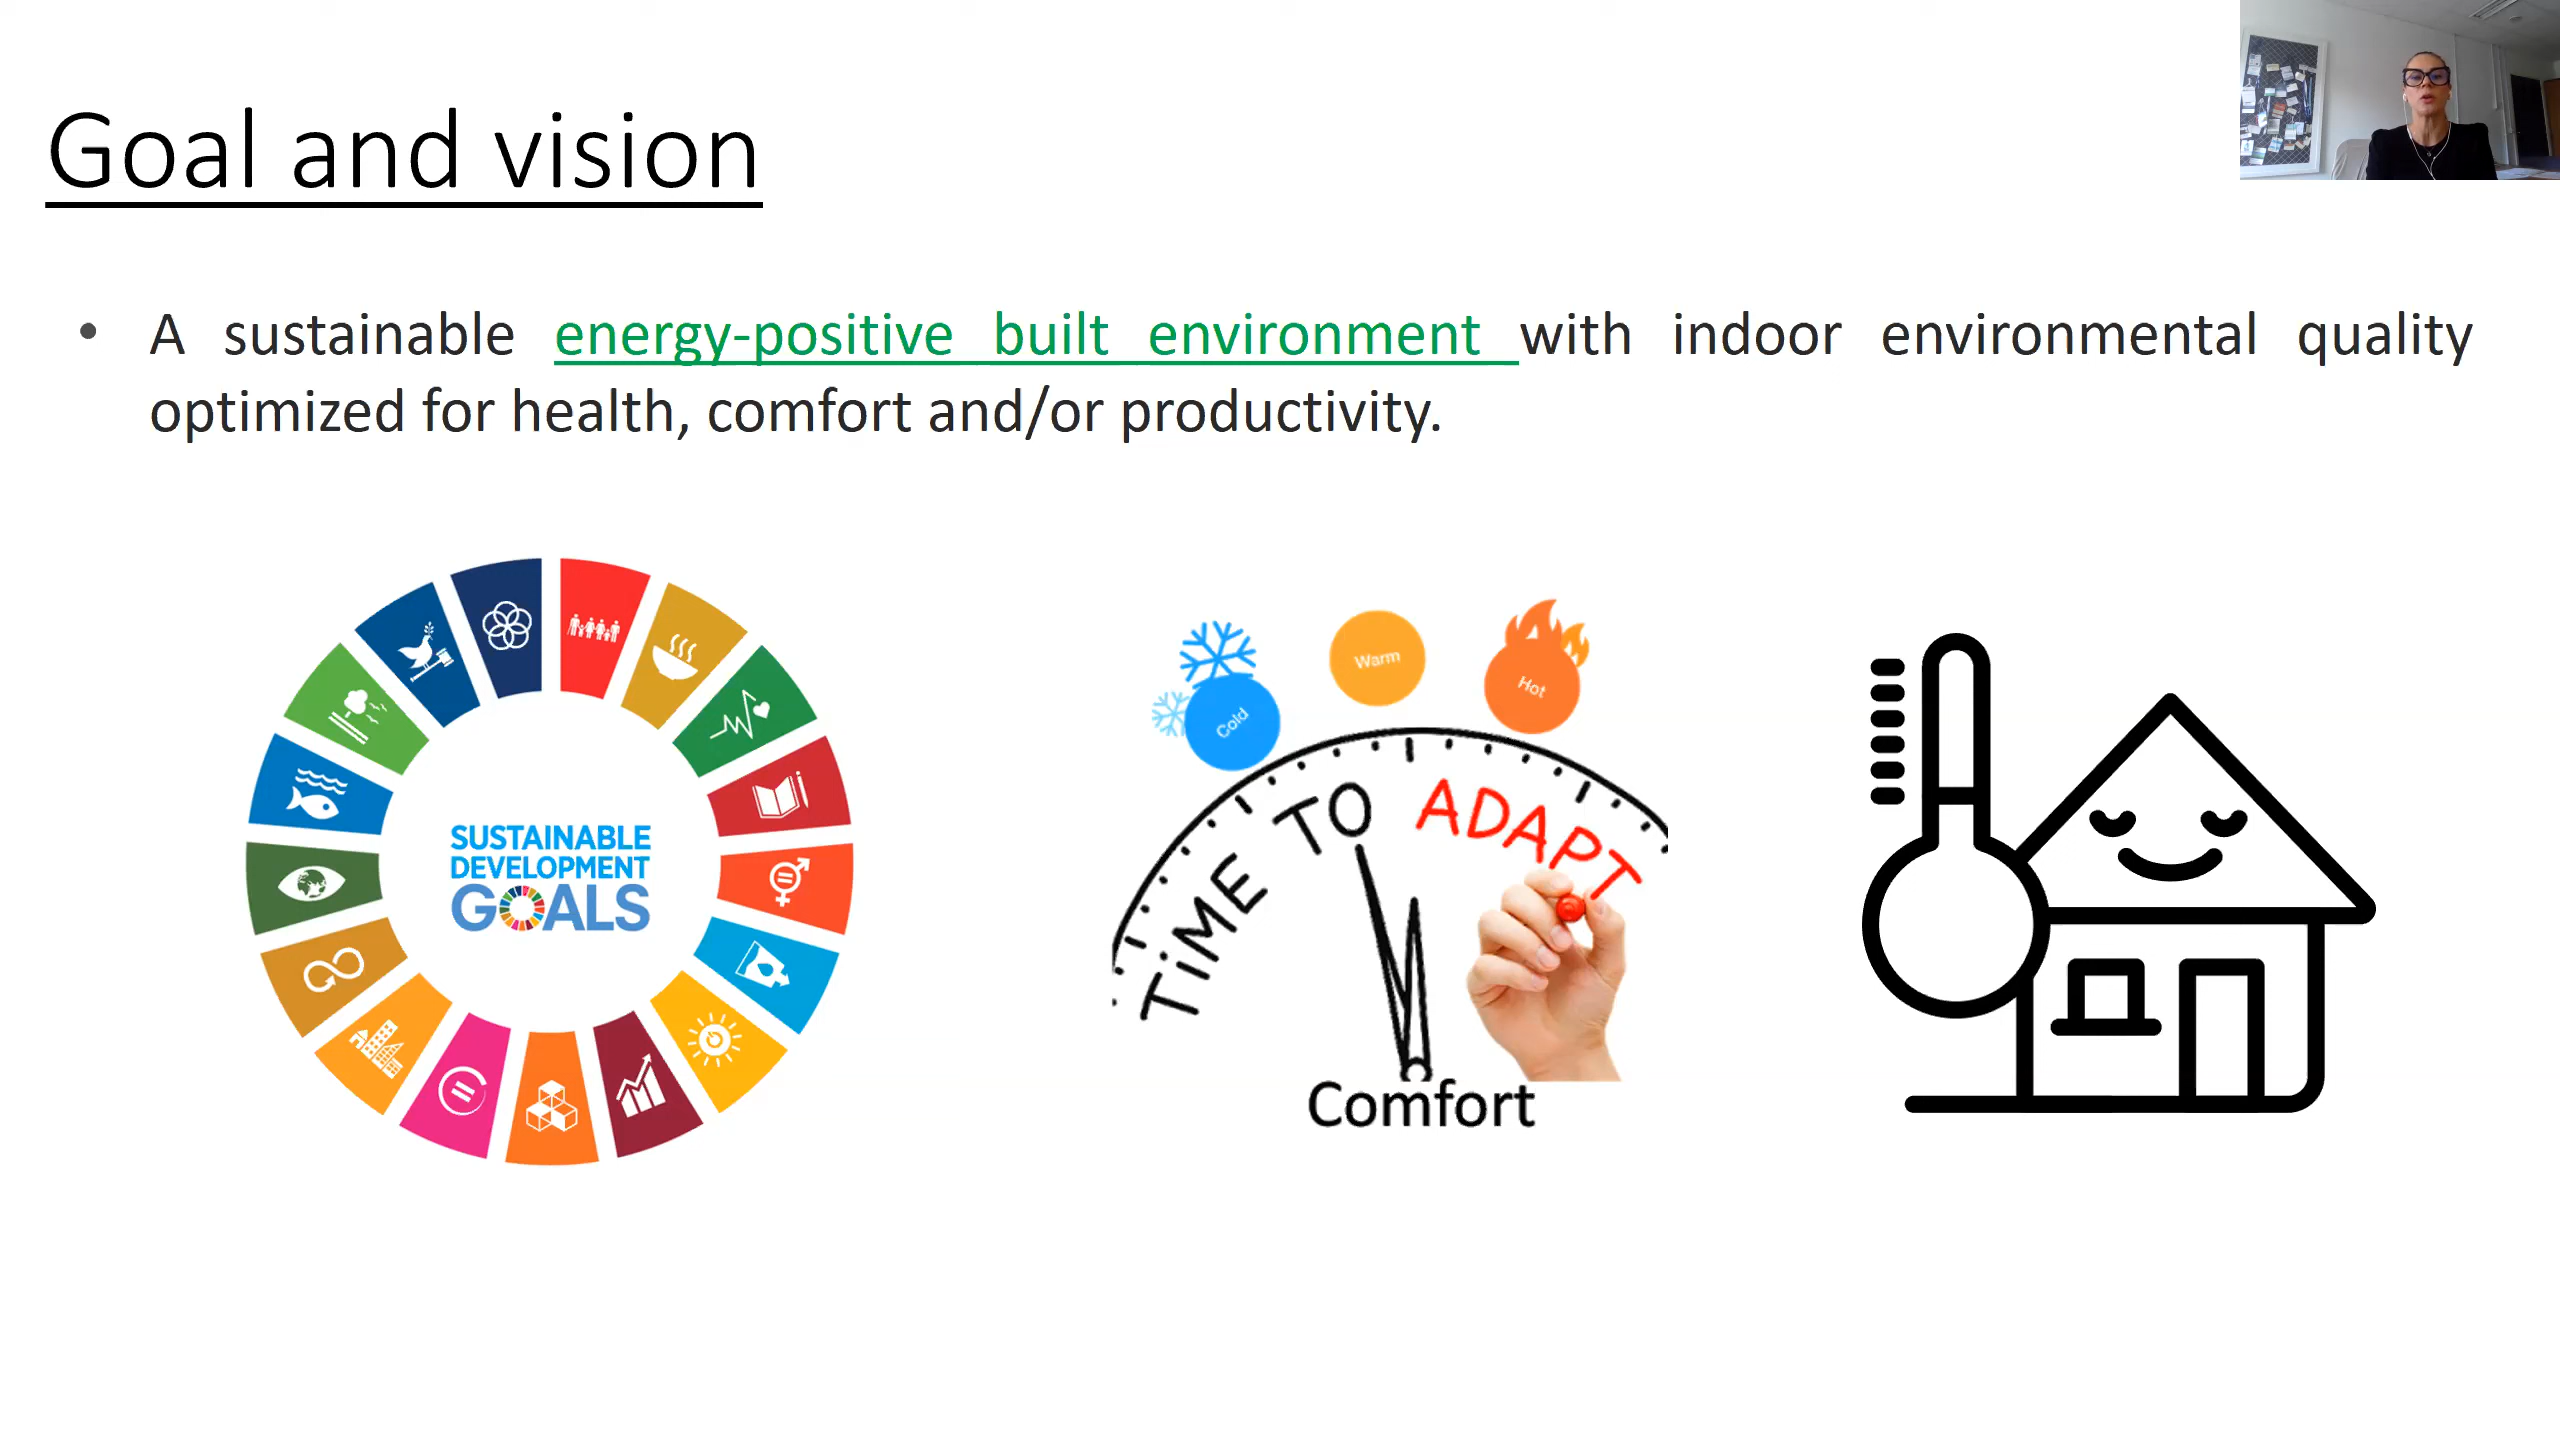 Goal and vision
• A sustainable energy-positive built environment with indoor environmental quality
optimized for health, comfort and/or productivity.
SUSTAINABLE
DEVELOPMENT
GOALS
Cold
Warm
Hot
TiME TO ADAPT
Comfort